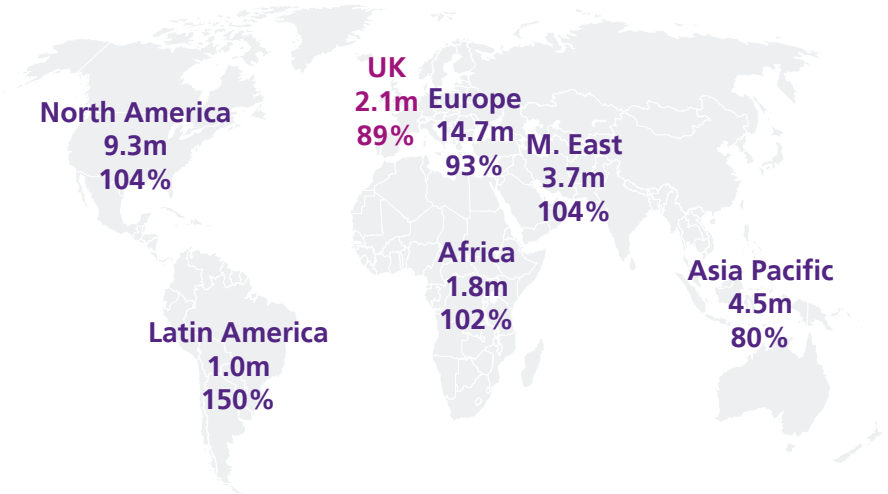 UK
2.1m
89%
Europe
14.7m
93%
North America
9.3m
104%
M. East
3.7m
104%
Africa
1.8m
102%
Asia Pacific
4.5m
80%
Latin America
1.0m
150%